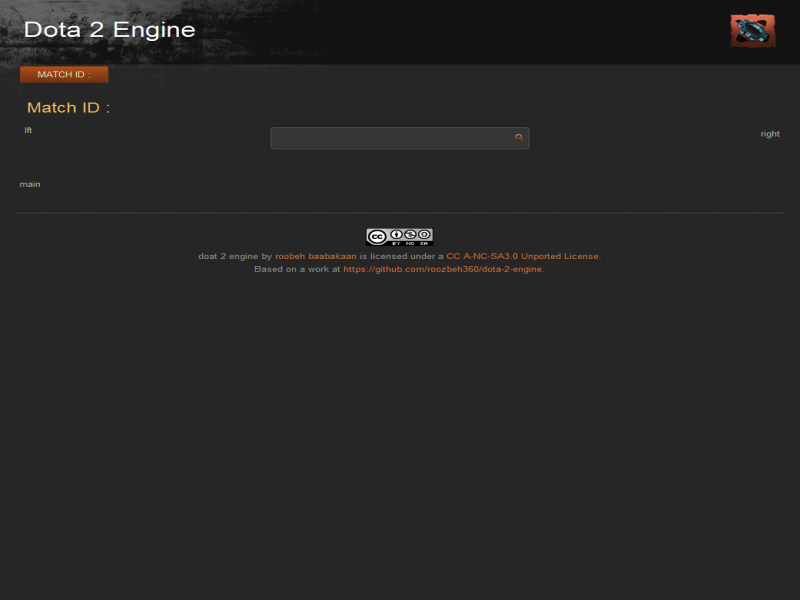 Dota 2 Engine
MATCH ID :
Match ID :
lft
right
main
cc
BY NC SA
doat 2 engine by roobeh baabakaan is licensed under a CC A-NC-SA3.0 Unported License.
Based on a work at https://github.com/roozbeh360/dota-2-engine.